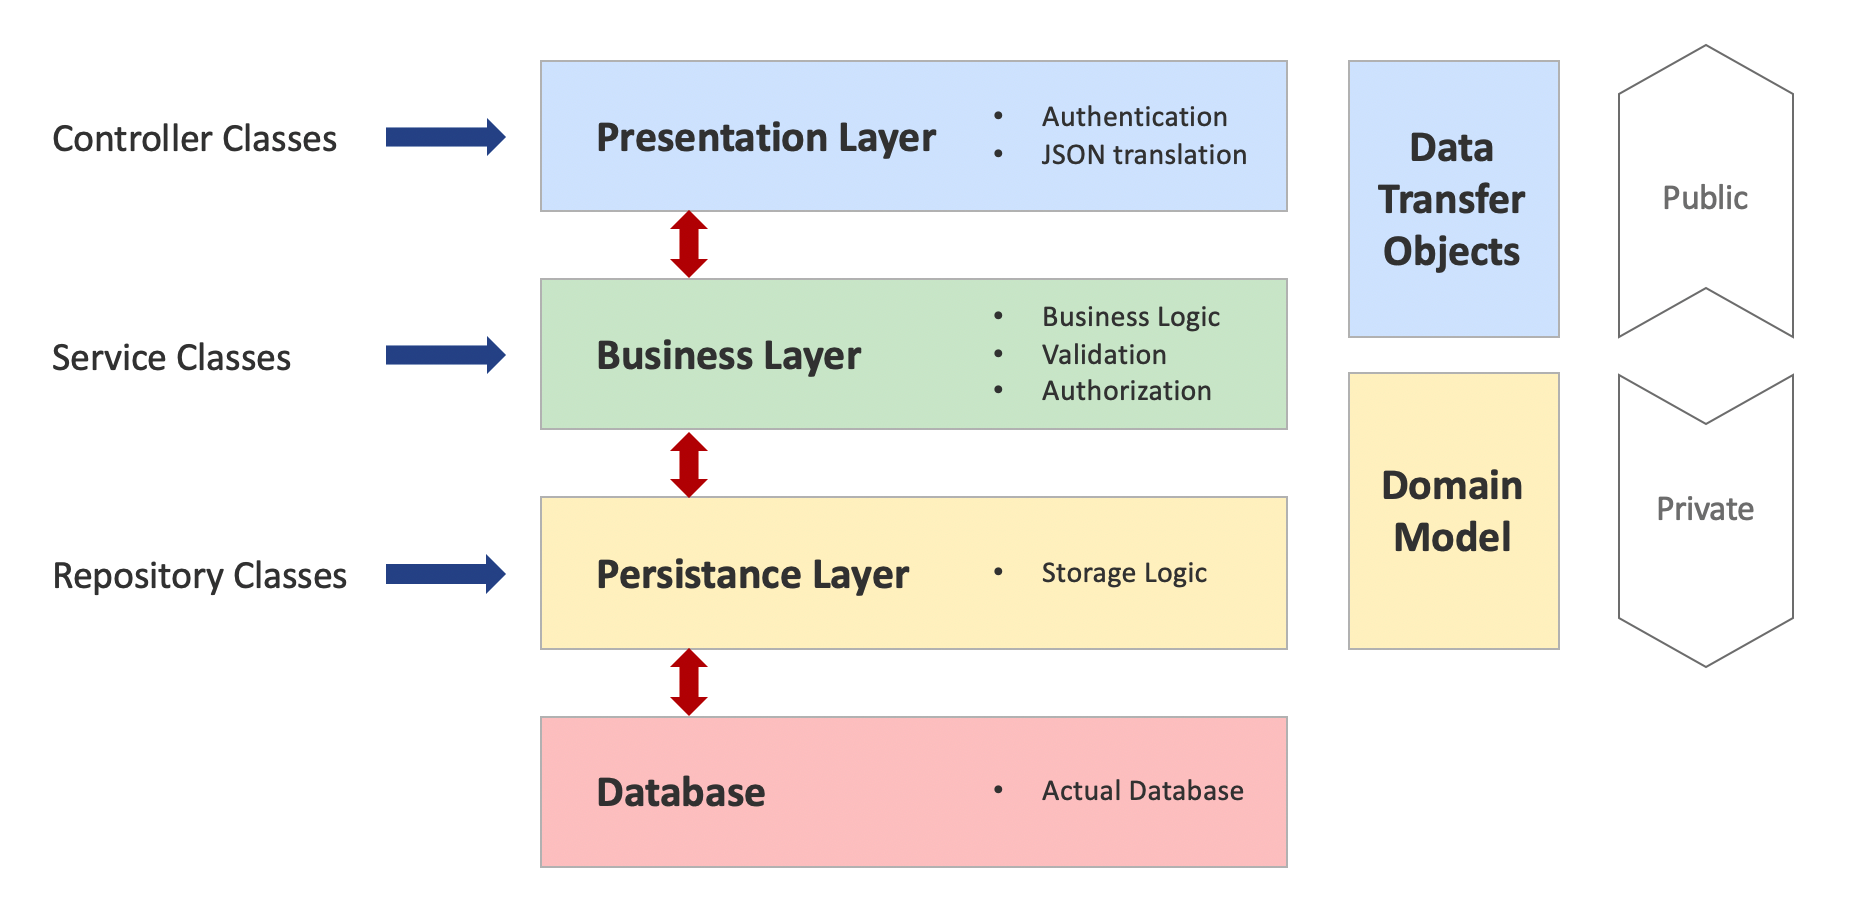 Controller Classes
Presentation Layer
• Authentication
• JSON translation
Service Classes
Business Layer
• Business Logic
• Validation
• Authorization
Repository Classes
Persistance Layer
• Storage Logic
Database
• Actual Database
Data
Transfer
Objects
Public
Domain
Model
Private